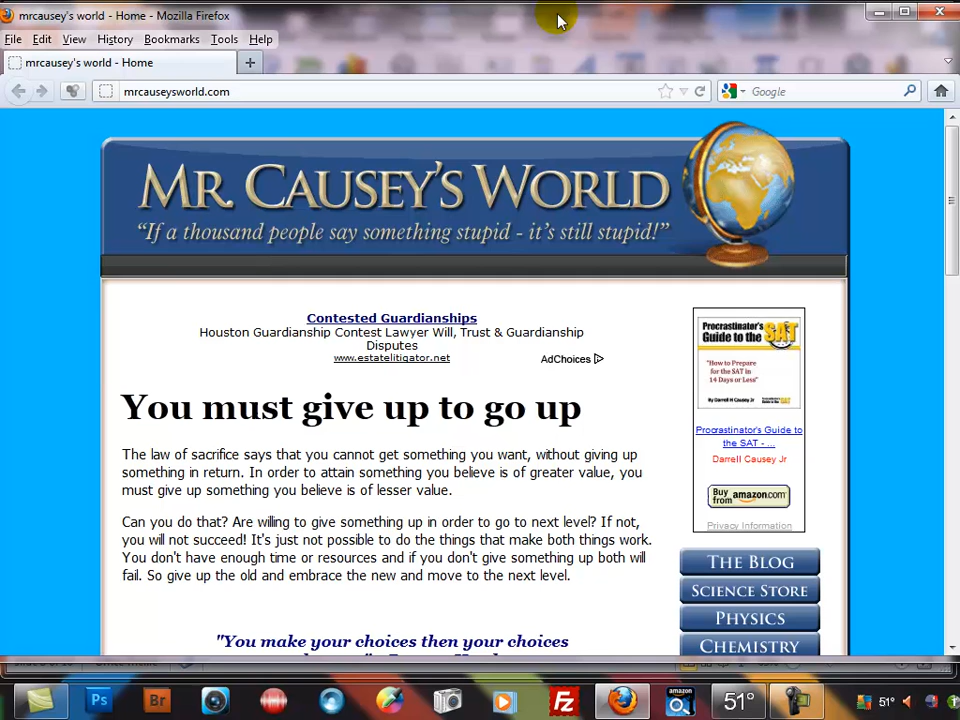 mrcausey's world - Home - Mozilla Firefox
File Edit View History Bookmarks Tools Help
mrcausey's world - Home
mrcauseysworld.com
Google
MR. CAUSEY'S WORLD
“If a thousand people say something stupid - it’s still stupid!”
Contested Guardianships
Houston Guardianship Contest Lawyer Will, Trust & Guardianship
Disputes
www.estatelitigator.net
AdChoices
You must give up to go up
The law of sacrifice says that you cannot get something you want, without giving up
something in return. In order to attain something you believe is of greater value, you
must give up something you believe is of lesser value.
Can you do that? Are willing to give something up in order to go to next level? If not,
you will not succeed! It's just not possible to do the things that make both things work.
You don't have enough time or resources and if you don't give something up both will
fail. So give up the old and embrace the new and move to the next level.
"You make your choices then your choices
Procrastinator's
Guide to the SAT
"How to Prepare
for the SAT in
14 Days or Less"
By Darrell H Causey Jr
Procrastinator's Guide to
the SAT - ...
Darrell Causey Jr
Buy from amazon.com
Privacy Information
THE BLOG
SCIENCE STORE
PHYSICS
CHEMISTRY
Ps
Br
Fz
amazon
51°
51°